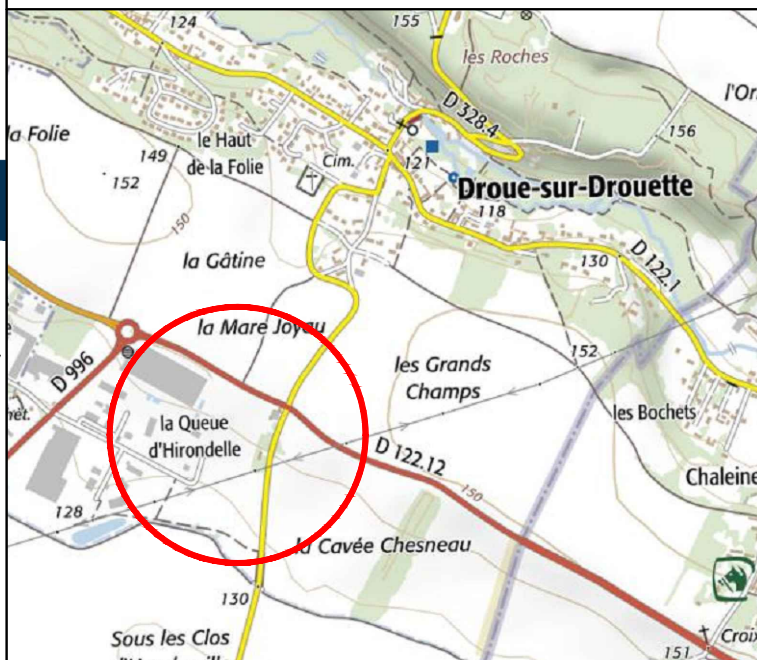 124
155
les Roches
l'Or
D 328.4
la Folie
149
le Haut
de la Folie
Cim.
121
156
152
Droue-sur-Drouette
118
150
la Gâtine
130
D 122.1
la Mare Joyau
152
les Grands
Champs
D 996
la Queue
d'Hirondelle
les Bochets
D 122.12
Chaleine
150
128
la Cavée Chesneau
130
Sous les Clos
Croix
151